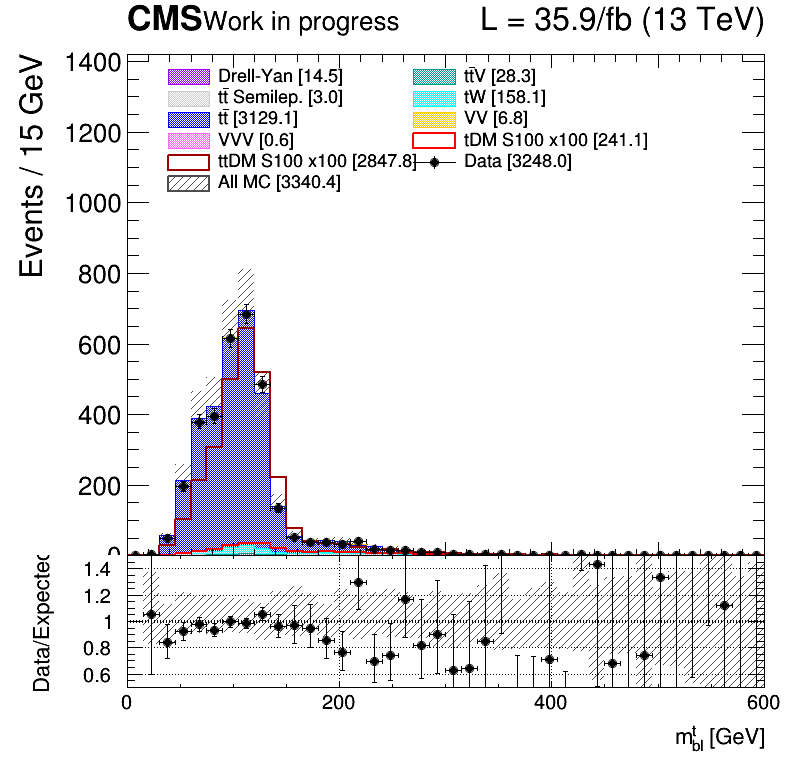 CMS Work in progress L = 35.9/fb (13 TeV)
Events / 15 GeV
1400
1200
1000
800
600
400
200
0
Drell-Yan [14.5]
tt̄ Semilep. [3.0]
tt̄ [3129.1]
VVV [0.6]
ttDM S100 x100 [2847.8]
All MC [3340.4]
tt̄V [28.3]
tW [158.1]
VV [6.8]
tDM S100 x100 [241.1]
Data [3248.0]
Data/Expected
1.4
1.2
1
0.8
0.6
0 200 400 600
m^t_bl [GeV]